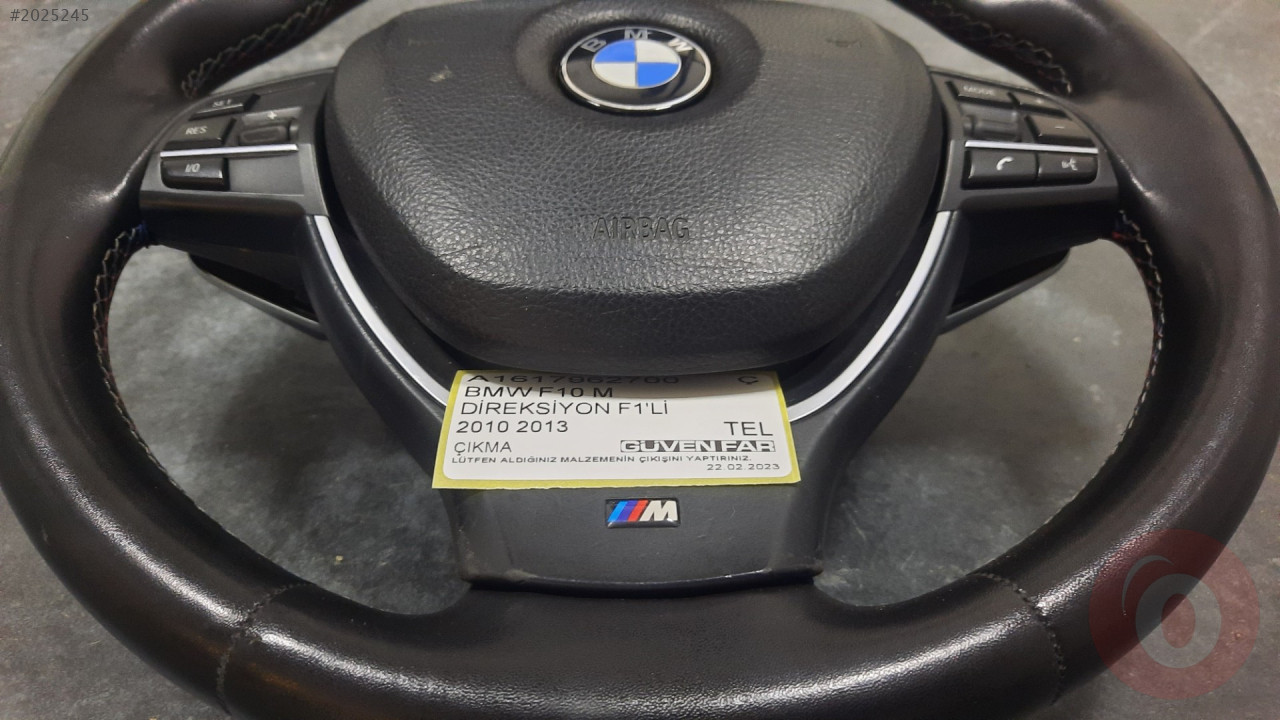 #2025245
BMW
SET
RES
I/O
MODE
+
-
AIRBAG
A1617962700 Ç
BMW F10 M
DİREKSİYON F1'Lİ
2010 2013
TEL
ÇIKMA
GÜVEN FAR
LÜTFEN ALDIĞINIZ MALZEMENİN ÇIKIŞINI YAPTIRINIZ.
22.02.2023
M